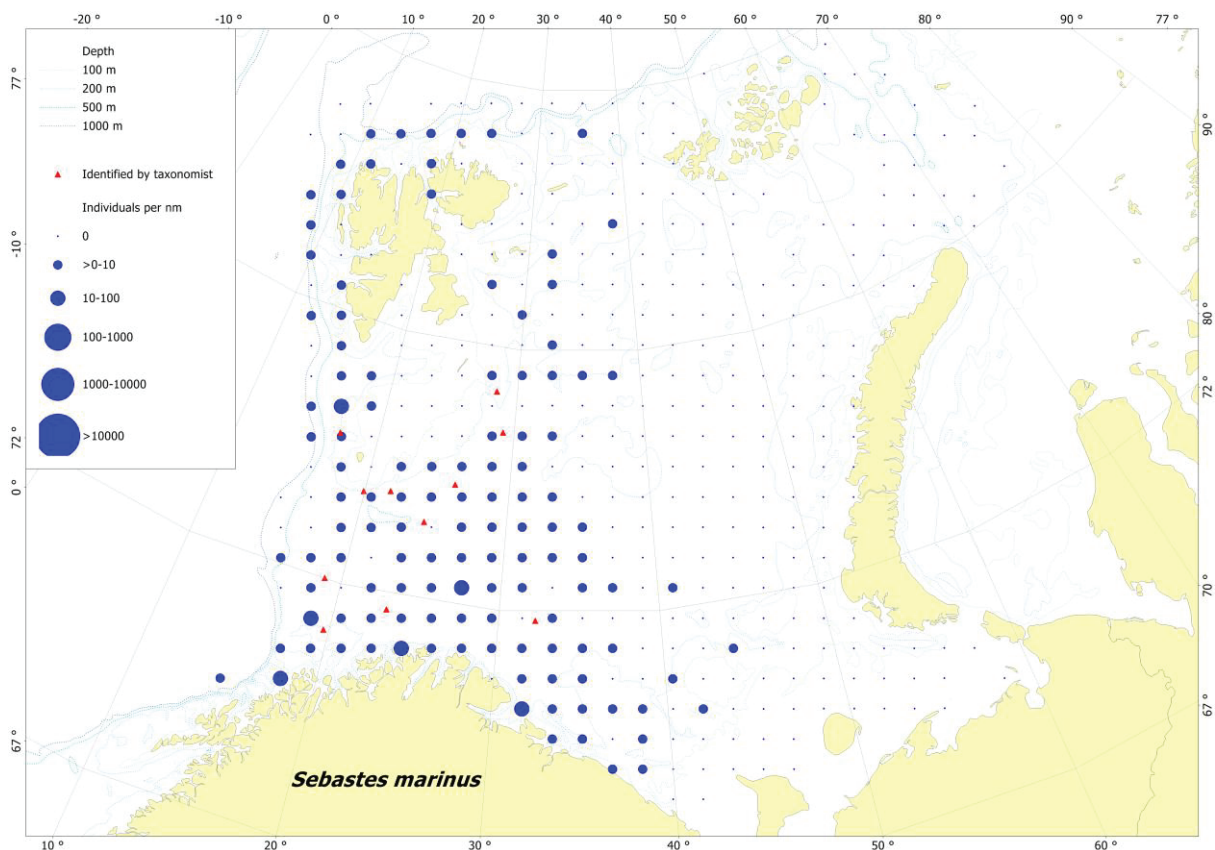 -20 ° -10 ° 0 ° 10 ° 20 ° 30 ° 40 ° 50 ° 60 ° 70 ° 80 ° 90 ° 77 °
Depth
100 m
200 m
500 m
1000 m
Identified by taxonomist
Individuals per nm
0
>0-10
10-100
100-1000
1000-10000
>10000
77 °
-10 °
72 °
0 °
67 °
90 °
80 °
72 °
70 °
67 °
Sebastes marinus
10 ° 20 ° 30 ° 40 ° 50 ° 60 °